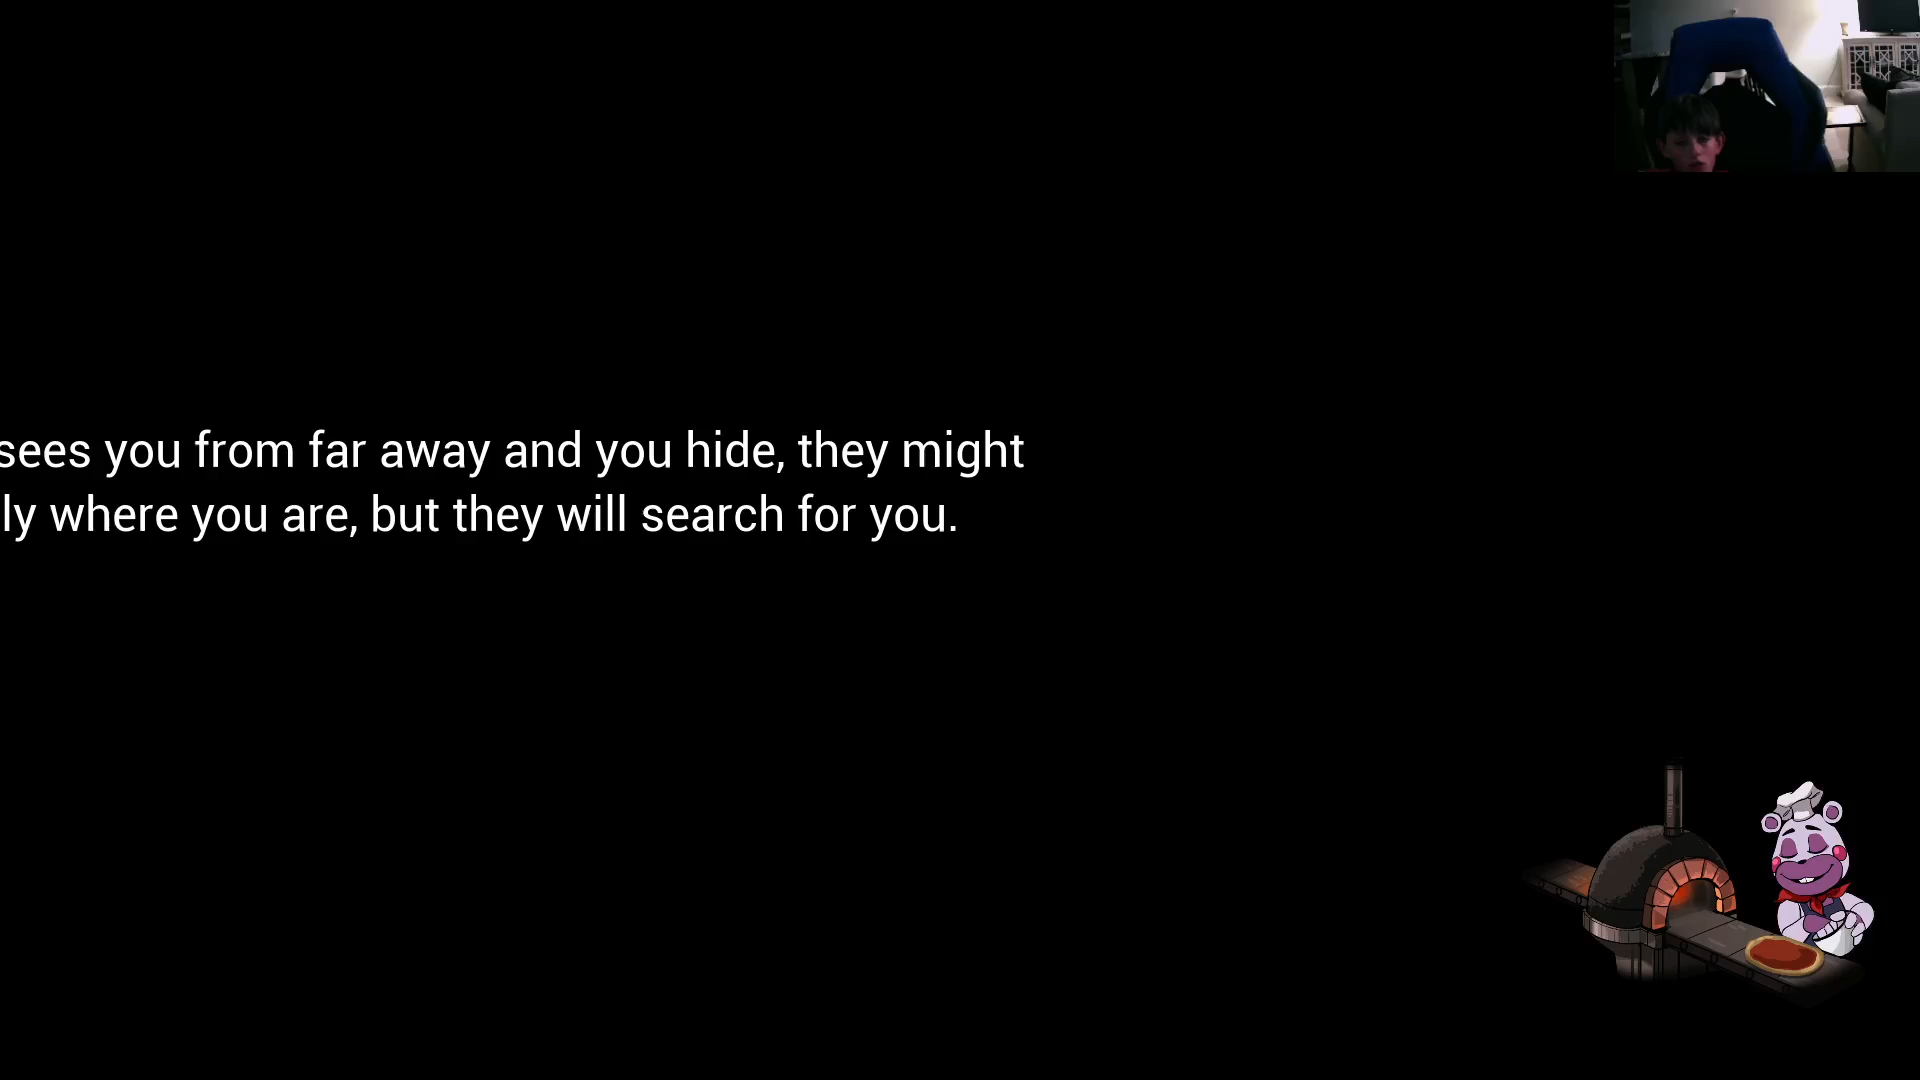 sees you from far away and you hide, they might
ly where you are, but they will search for you.